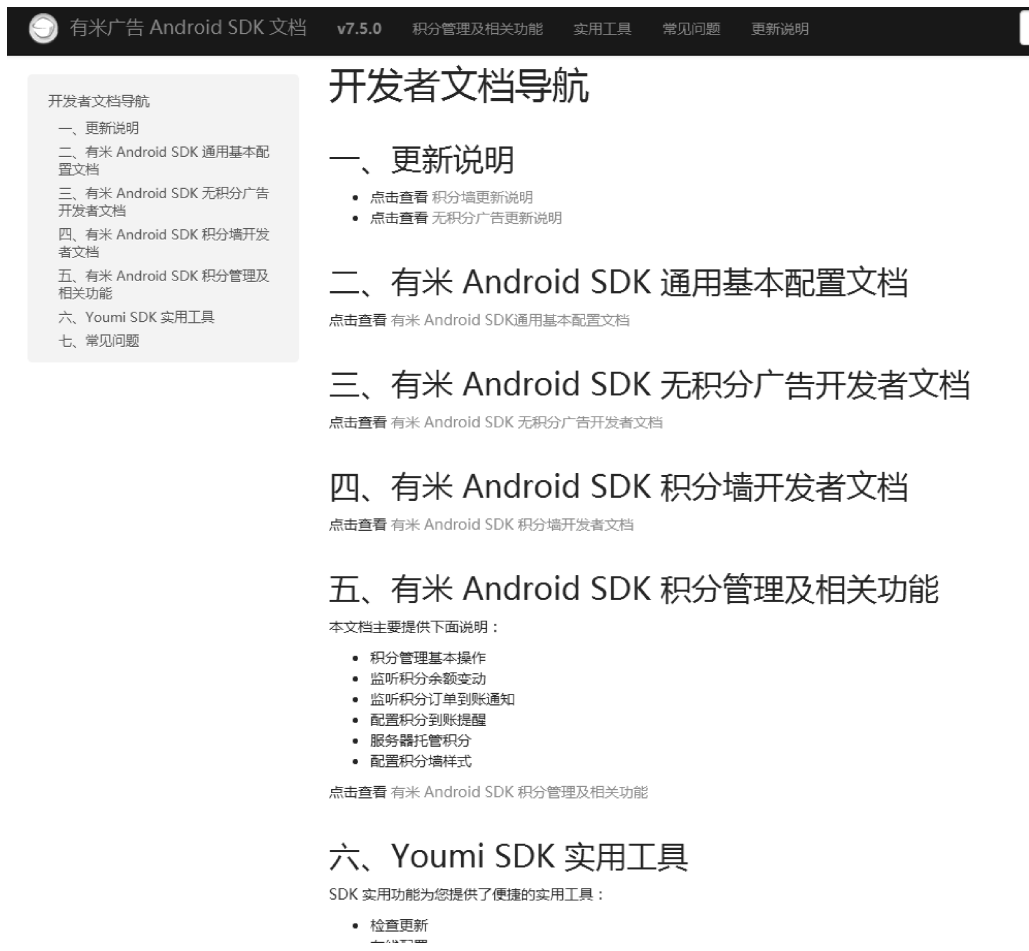 有米广告 Android SDK 文档 v7.5.0 积分管理及相关功能 实用工具 常见问题 更新说明
开发者文档导航
一、更新说明
二、有米 Android SDK 通用基本配
置文档
三、有米 Android SDK 无积分广告
开发者文档
四、有米 Android SDK 积分墙开发
者文档
五、有米 Android SDK 积分管理及
相关功能
六、Youmi SDK 实用工具
七、常见问题
开发者文档导航
一、更新说明
• 点击查看 积分墙更新说明
• 点击查看 无积分广告更新说明
二、有米 Android SDK 通用基本配置文档
点击查看 有米 Android SDK通用基本配置文档
三、有米 Android SDK 无积分广告开发者文档
点击查看 有米 Android SDK 无积分广告开发者文档
四、有米 Android SDK 积分墙开发者文档
点击查看 有米 Android SDK 积分墙开发者文档
五、有米 Android SDK 积分管理及相关功能
本文档主要提供下面说明：
• 积分管理基本操作
• 监听积分余额变动
• 监听积分订单到账通知
• 配置积分到账提醒
• 服务器托管积分
• 配置积分墙样式
点击查看 有米 Android SDK 积分管理及相关功能
六、Youmi SDK 实用工具
SDK 实用功能为您提供了便捷的实用工具：
• 检查更新